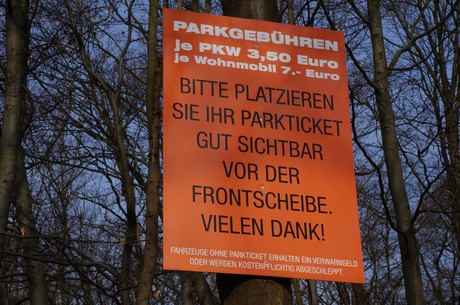 PARKGEBÜHREN
je PKW 3,50 Euro
je Wohnmobil 7.- Euro
BITTE PLATZIEREN
SIE IHR PARKTICKET
GUT SICHTBAR
VOR DER
FRONTSCHEIBE.
VIELEN DANK!
FAHRZEUGE OHNE PARKTICKET ERHALTEN EIN VERWARNGELD
ODER WERDEN KOSTENPFLICHTIG ABGESCHLEPPT.